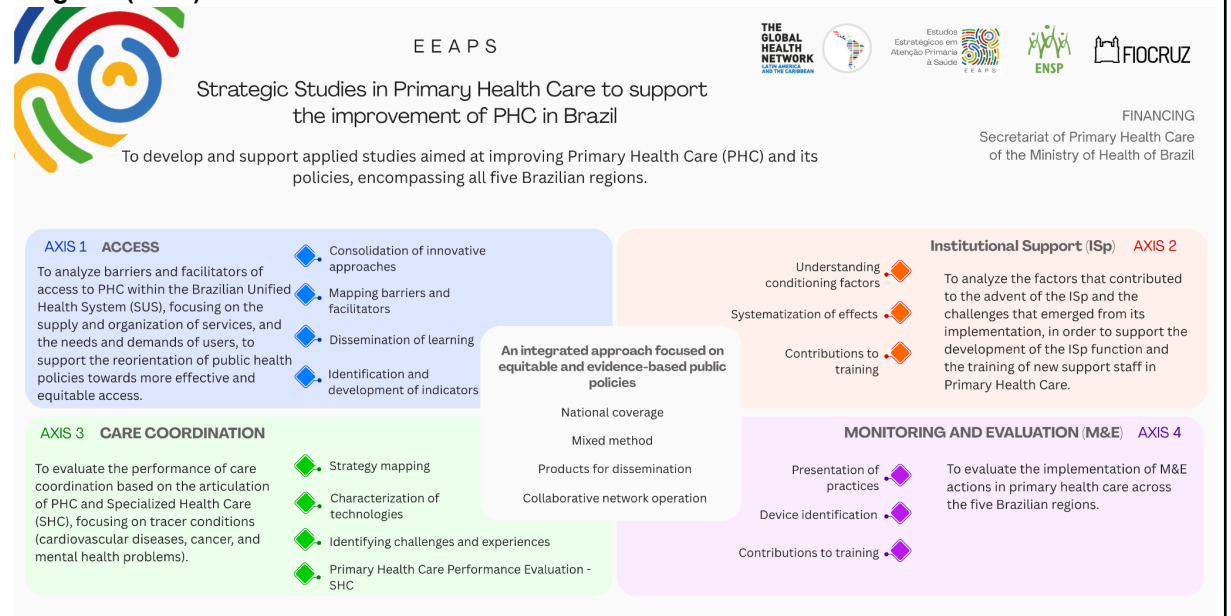 EEAPS
Strategic Studies in Primary Health Care to support
the improvement of PHC in Brazil
To develop and support applied studies aimed at improving Primary Health Care (PHC) and its
policies, encompassing all five Brazilian regions.
THE
GLOBAL
HEALTH
NETWORK
LATIN AMERICA
AND THE CARIBBEAN
Estudos
Estratégicos em
Atenção Primária
à Saúde
EEAPS
ENSP
FIOCRUZ
FINANCING
Secretariat of Primary Health Care
of the Ministry of Health of Brazil
AXIS 1 ACCESS
To analyze barriers and facilitators of
access to PHC within the Brazilian Unified
Health System (SUS), focusing on the
supply and organization of services, and
the needs and demands of users, to
support the reorientation of public health
policies towards more effective and
equitable access.
Consolidation of innovative
approaches
Mapping barriers and
facilitators
Dissemination of learning
Identification and
development of indicators
Institutional Support (ISp) AXIS 2
Understanding
conditioning factors
Systematization of effects
Contributions to
training
To analyze the factors that contributed
to the advent of the ISp and the
challenges that emerged from its
implementation, in order to support the
development of the ISp function and
the training of new support staff in
Primary Health Care.
An integrated approach focused on
equitable and evidence-based public
policies
National coverage
Mixed method
Products for dissemination
Collaborative network operation
AXIS 3 CARE COORDINATION
To evaluate the performance of care
coordination based on the articulation
of PHC and Specialized Health Care
(SHC), focusing on tracer conditions
(cardiovascular diseases, cancer, and
mental health problems).
Strategy mapping
Characterization of
technologies
Identifying challenges and experiences
Primary Health Care Performance Evaluation -
SHC
MONITORING AND EVALUATION (M&E) AXIS 4
Presentation of
practices
Device identification
Contributions to training
To evaluate the implementation of M&E
actions in primary health care across
the five Brazilian regions.